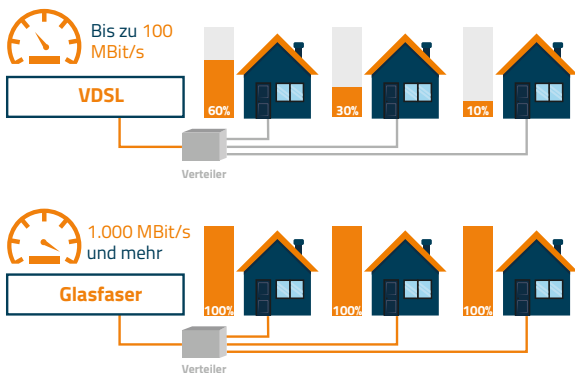 Bis zu 100
MBit/s
VDSL
60%
30%
10%
Verteiler
1.000 MBit/s
und mehr
Glasfaser
100%
100%
100%
Verteiler